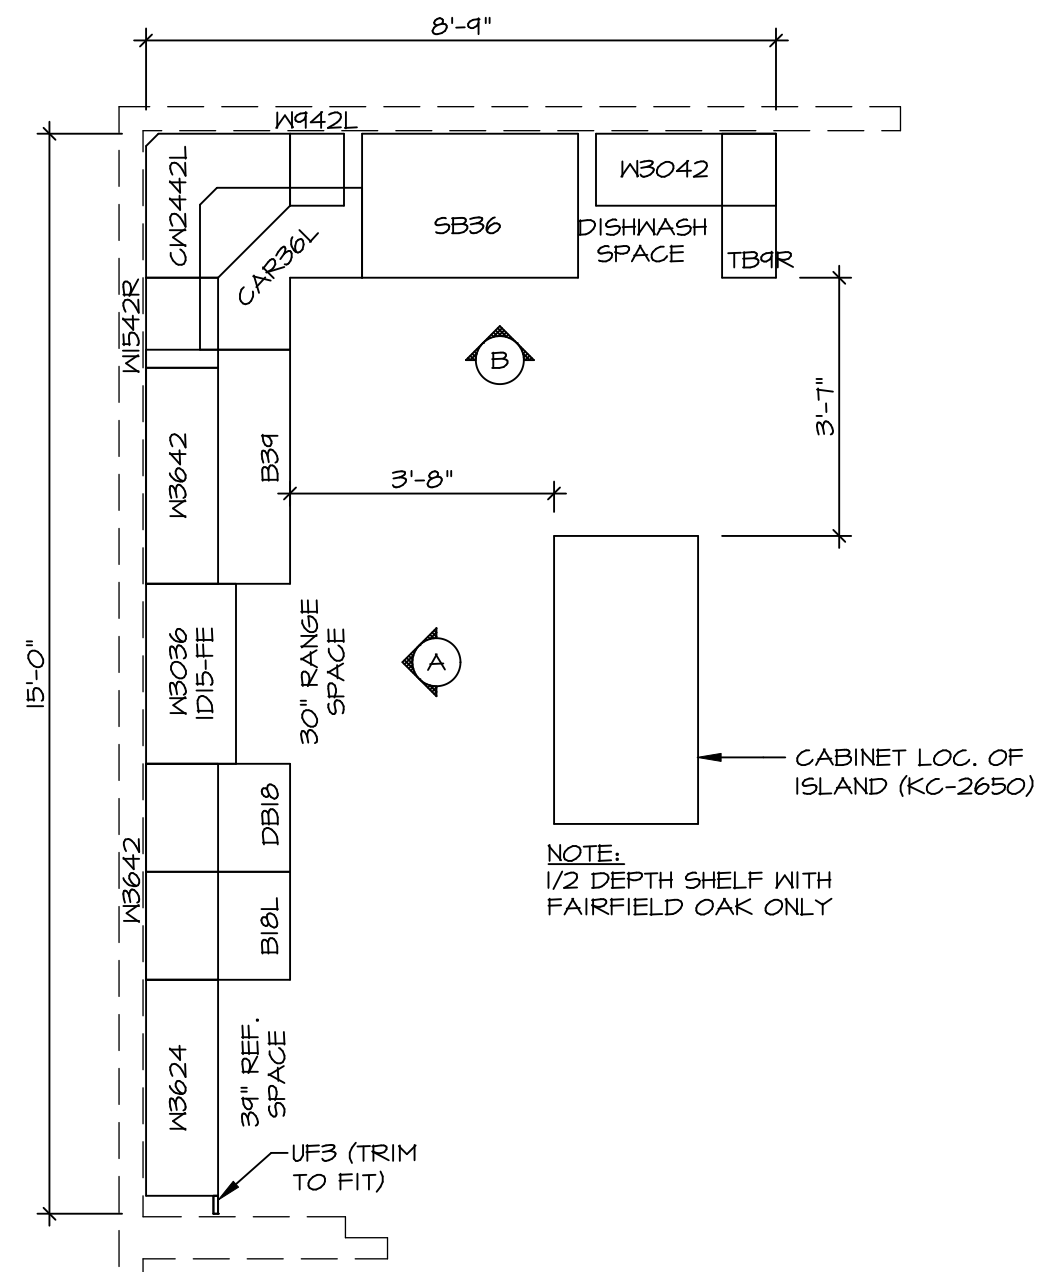 8'-9"
W942L
CW2442L
W3042
SB36
DISHWASH
SPACE
TB9R
CAR36L
W1542R
B
3'-7"
W3642
B39
3'-8"
15'-0"
W3036
1D15-FE
30" RANGE
SPACE
A
CABINET LOC. OF
ISLAND (KC-2650)
DB18
W3642
B18L
NOTE:
1/2 DEPTH SHELF WITH
FAIRFIELD OAK ONLY
W3624
39" REF.
SPACE
UF3 (TRIM
TO FIT)